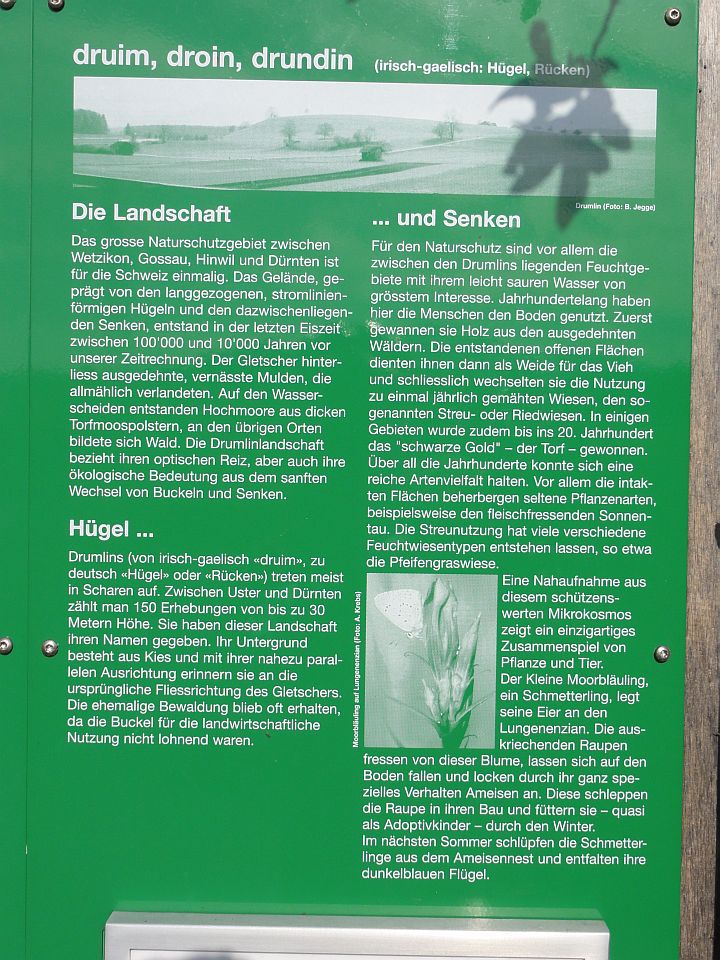 druim, droin, drundin (irisch-gaelisch: Hügel, Rücken)
Drumlin (Foto: B. Jegge)
Die Landschaft
Das grosse Naturschutzgebiet zwischen
Wetzikon, Gossau, Hinwil und Dürnten ist
für die Schweiz einmalig. Das Gelände, ge-
prägt von den langgezogenen, stromlinien-
förmigen Hügeln und den dazwischenliegen-
den Senken, entstand in der letzten Eiszeit
zwischen 100'000 und 10'000 Jahren vor
unserer Zeitrechnung. Der Gletscher hinter-
liess ausgedehnte, vernässte Mulden, die
allmählich verlandeten. Auf den Wasser-
scheiden entstanden Hochmoore aus dicken
Torfmoospolstern, an den übrigen Orten
bildete sich Wald. Die Drumlinlandschaft
bezieht ihren optischen Reiz, aber auch ihre
ökologische Bedeutung aus dem sanften
Wechsel von Buckeln und Senken.
Hügel ...
Drumlins (von irisch-gaelisch «druim», zu
deutsch «Hügel» oder «Rücken») treten meist
in Scharen auf. Zwischen Uster und Dürnten
zählt man 150 Erhebungen von bis zu 30
Metern Höhe. Sie haben dieser Landschaft
ihren Namen gegeben. Ihr Untergrund
besteht aus Kies und mit ihrer nahezu paral-
lelen Ausrichtung erinnern sie an die
ursprüngliche Fliessrichtung des Gletschers.
Die ehemalige Bewaldung blieb oft erhalten,
da die Buckel für die landwirtschaftliche
Nutzung nicht lohnend waren.
... und Senken
Für den Naturschutz sind vor allem die
zwischen den Drumlins liegenden Feuchtge-
biete mit ihrem leicht sauren Wasser von
grösstem Interesse. Jahrhundertelang haben
hier die Menschen den Boden genutzt. Zuerst
gewannen sie Holz aus den ausgedehnten
Wäldern. Die entstandenen offenen Flächen
dienten ihnen dann als Weide für das Vieh
und schliesslich wechselten sie die Nutzung
zu einmal jährlich gemähten Wiesen, den so-
genannten Streu- oder Riedwiesen. In einigen
Gebieten wurde zudem bis ins 20. Jahrhundert
das "schwarze Gold" – der Torf – gewonnen.
Über all die Jahrhunderte konnte sich eine
reiche Artenvielfalt halten. Vor allem die intak-
ten Flächen beherbergen seltene Pflanzenarten,
beispielsweise den fleischfressenden Sonnen-
tau. Die Streunutzung hat viele verschiedene
Feuchtwiesentypen entstehen lassen, so etwa
die Pfeifengraswiese.
Moorbläuling auf Lungenenzian (Foto: A. Krebs)
Eine Nahaufnahme aus
diesem schützens-
werten Mikrokosmos
zeigt ein einzigartiges
Zusammenspiel von
Pflanze und Tier.
Der Kleine Moorbläuling,
ein Schmetterling, legt
seine Eier an den
Lungenenzian. Die aus-
kriechenden Raupen
fressen von dieser Blume, lassen sich auf den
Boden fallen und locken durch ihr ganz spe-
zielles Verhalten Ameisen an. Diese schleppen
die Raupe in ihren Bau und füttern sie – quasi
als Adoptivkinder – durch den Winter.
Im nächsten Sommer schlüpfen die Schmetter-
linge aus dem Ameisennest und entfalten ihre
dunkelblauen Flügel.